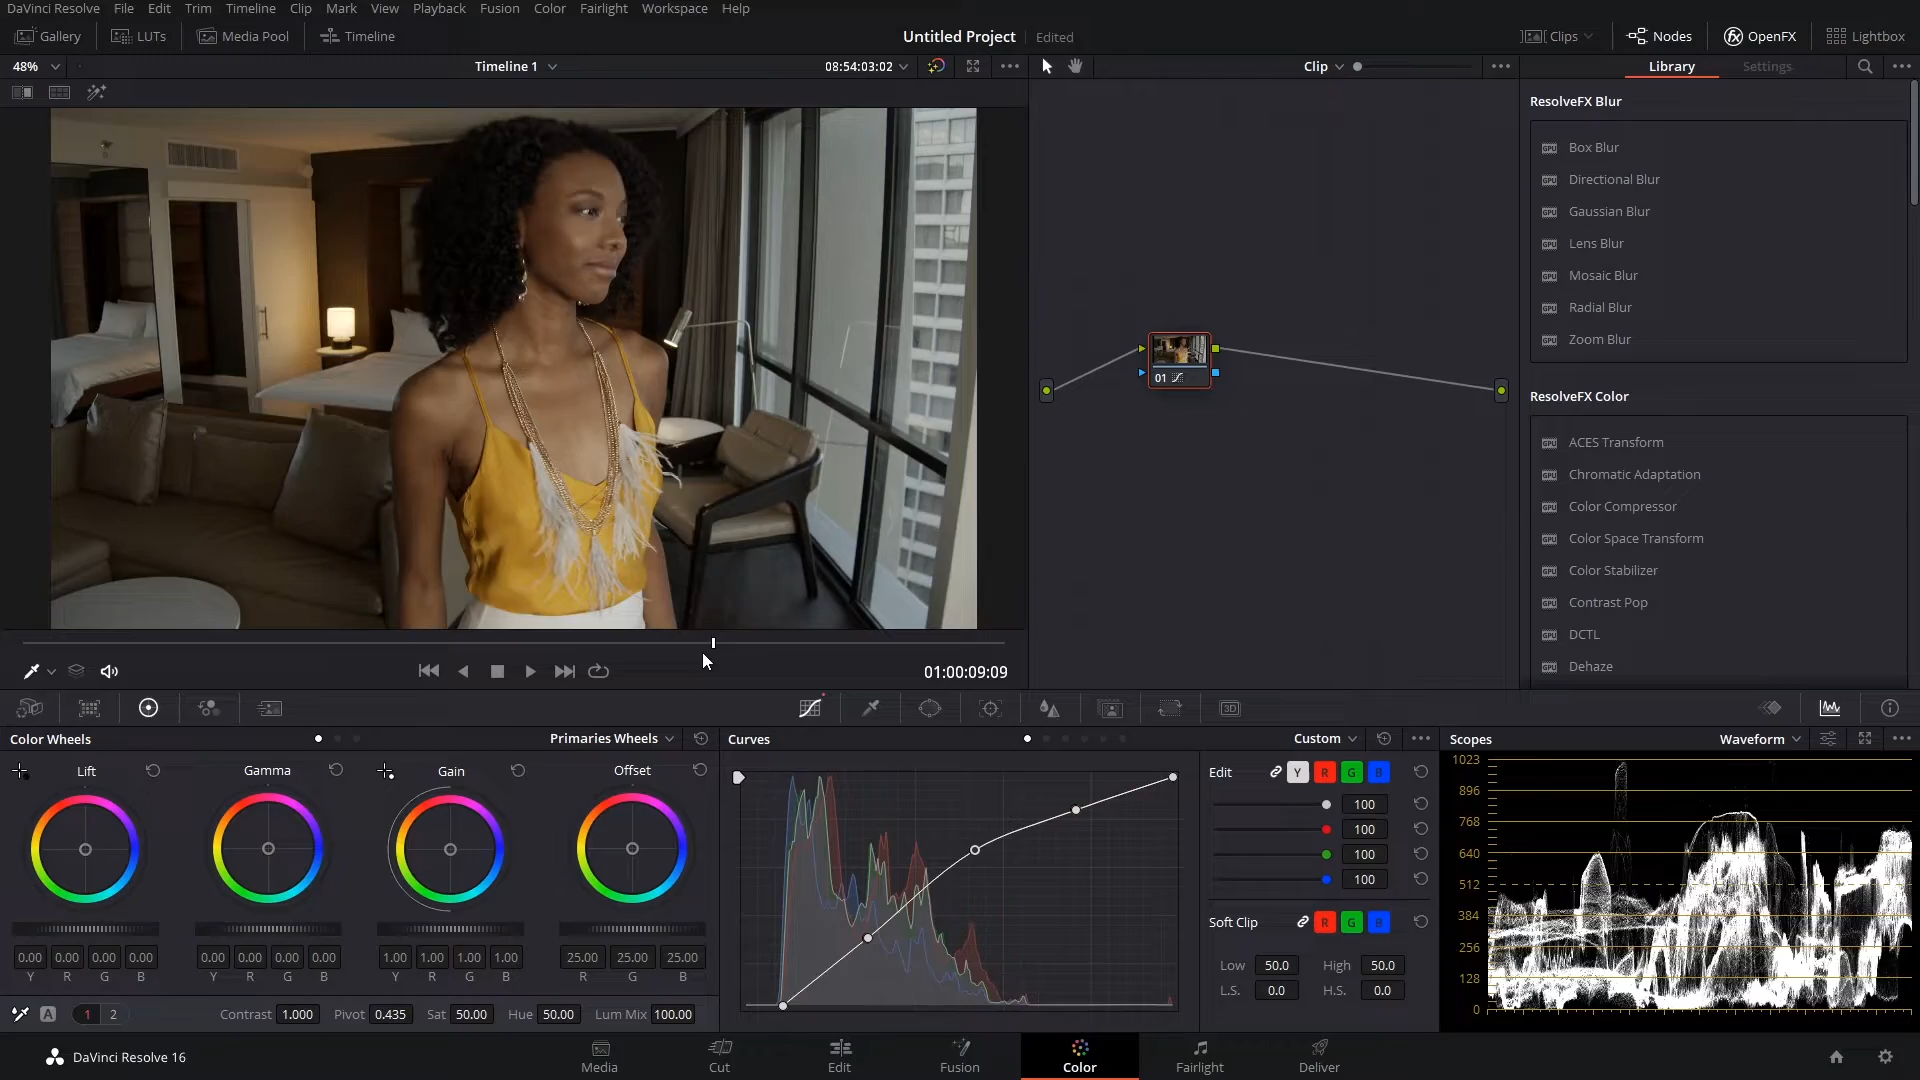 DaVinci Resolve File Edit Trim Timeline Clip Mark View Playback Fusion Color Fairlight Workspace Help
Gallery LUTs Media Pool Timeline Untitled Project Edited Clips Nodes OpenFX Lightbox
48% Timeline 1 08:54:03:02 Clip Library Settings
ResolveFX Blur
Box Blur
Directional Blur
Gaussian Blur
Lens Blur
Mosaic Blur
Radial Blur
Zoom Blur
01
ResolveFX Color
ACES Transform
Chromatic Adaptation
Color Compressor
Color Space Transform
Color Stabilizer
Contrast Pop
DCTL
Dehaze
01:00:09:09
3D
Color Wheels Primaries Wheels Curves Custom Scopes Waveform
Lift Gamma Gain Offset
0.00 0.00 0.00 0.00 0.00 0.00 0.00 0.00 1.00 1.00 1.00 1.00 25.00 25.00 25.00
Y R G B Y R G B Y R G B R G B
A 1 2 Contrast 1.000 Pivot 0.435 Sat 50.00 Hue 50.00 Lum Mix 100.00
Edit Y R G B
100
100
100
100
Soft Clip R G B
Low 50.0 High 50.0
L.S. 0.0 H.S. 0.0
1023
896
768
640
512
384
256
128
0
DaVinci Resolve 16 Media Cut Edit Fusion Color Fairlight Deliver